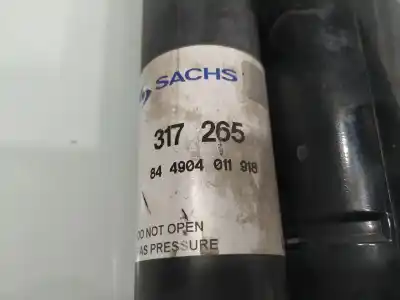 SACHS
317 265
84 4904 011 918
DO NOT OPEN
AS PRESSURE